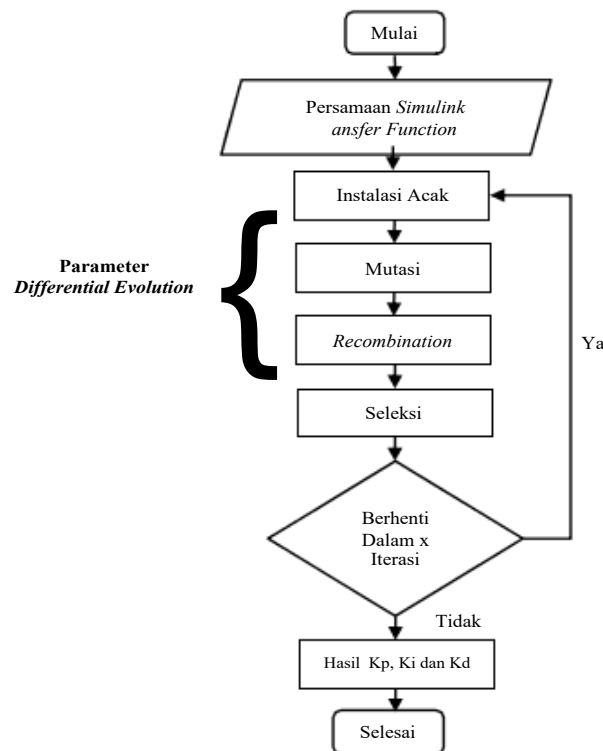 Mulai
Persamaan Simulink
ansfer Function
Instalasi Acak
Parameter
Differential Evolution
Mutasi
Recombination
Ya
Seleksi
Berhenti
Dalam x
Iterasi
Tidak
Hasil Kp, Ki dan Kd
Selesai